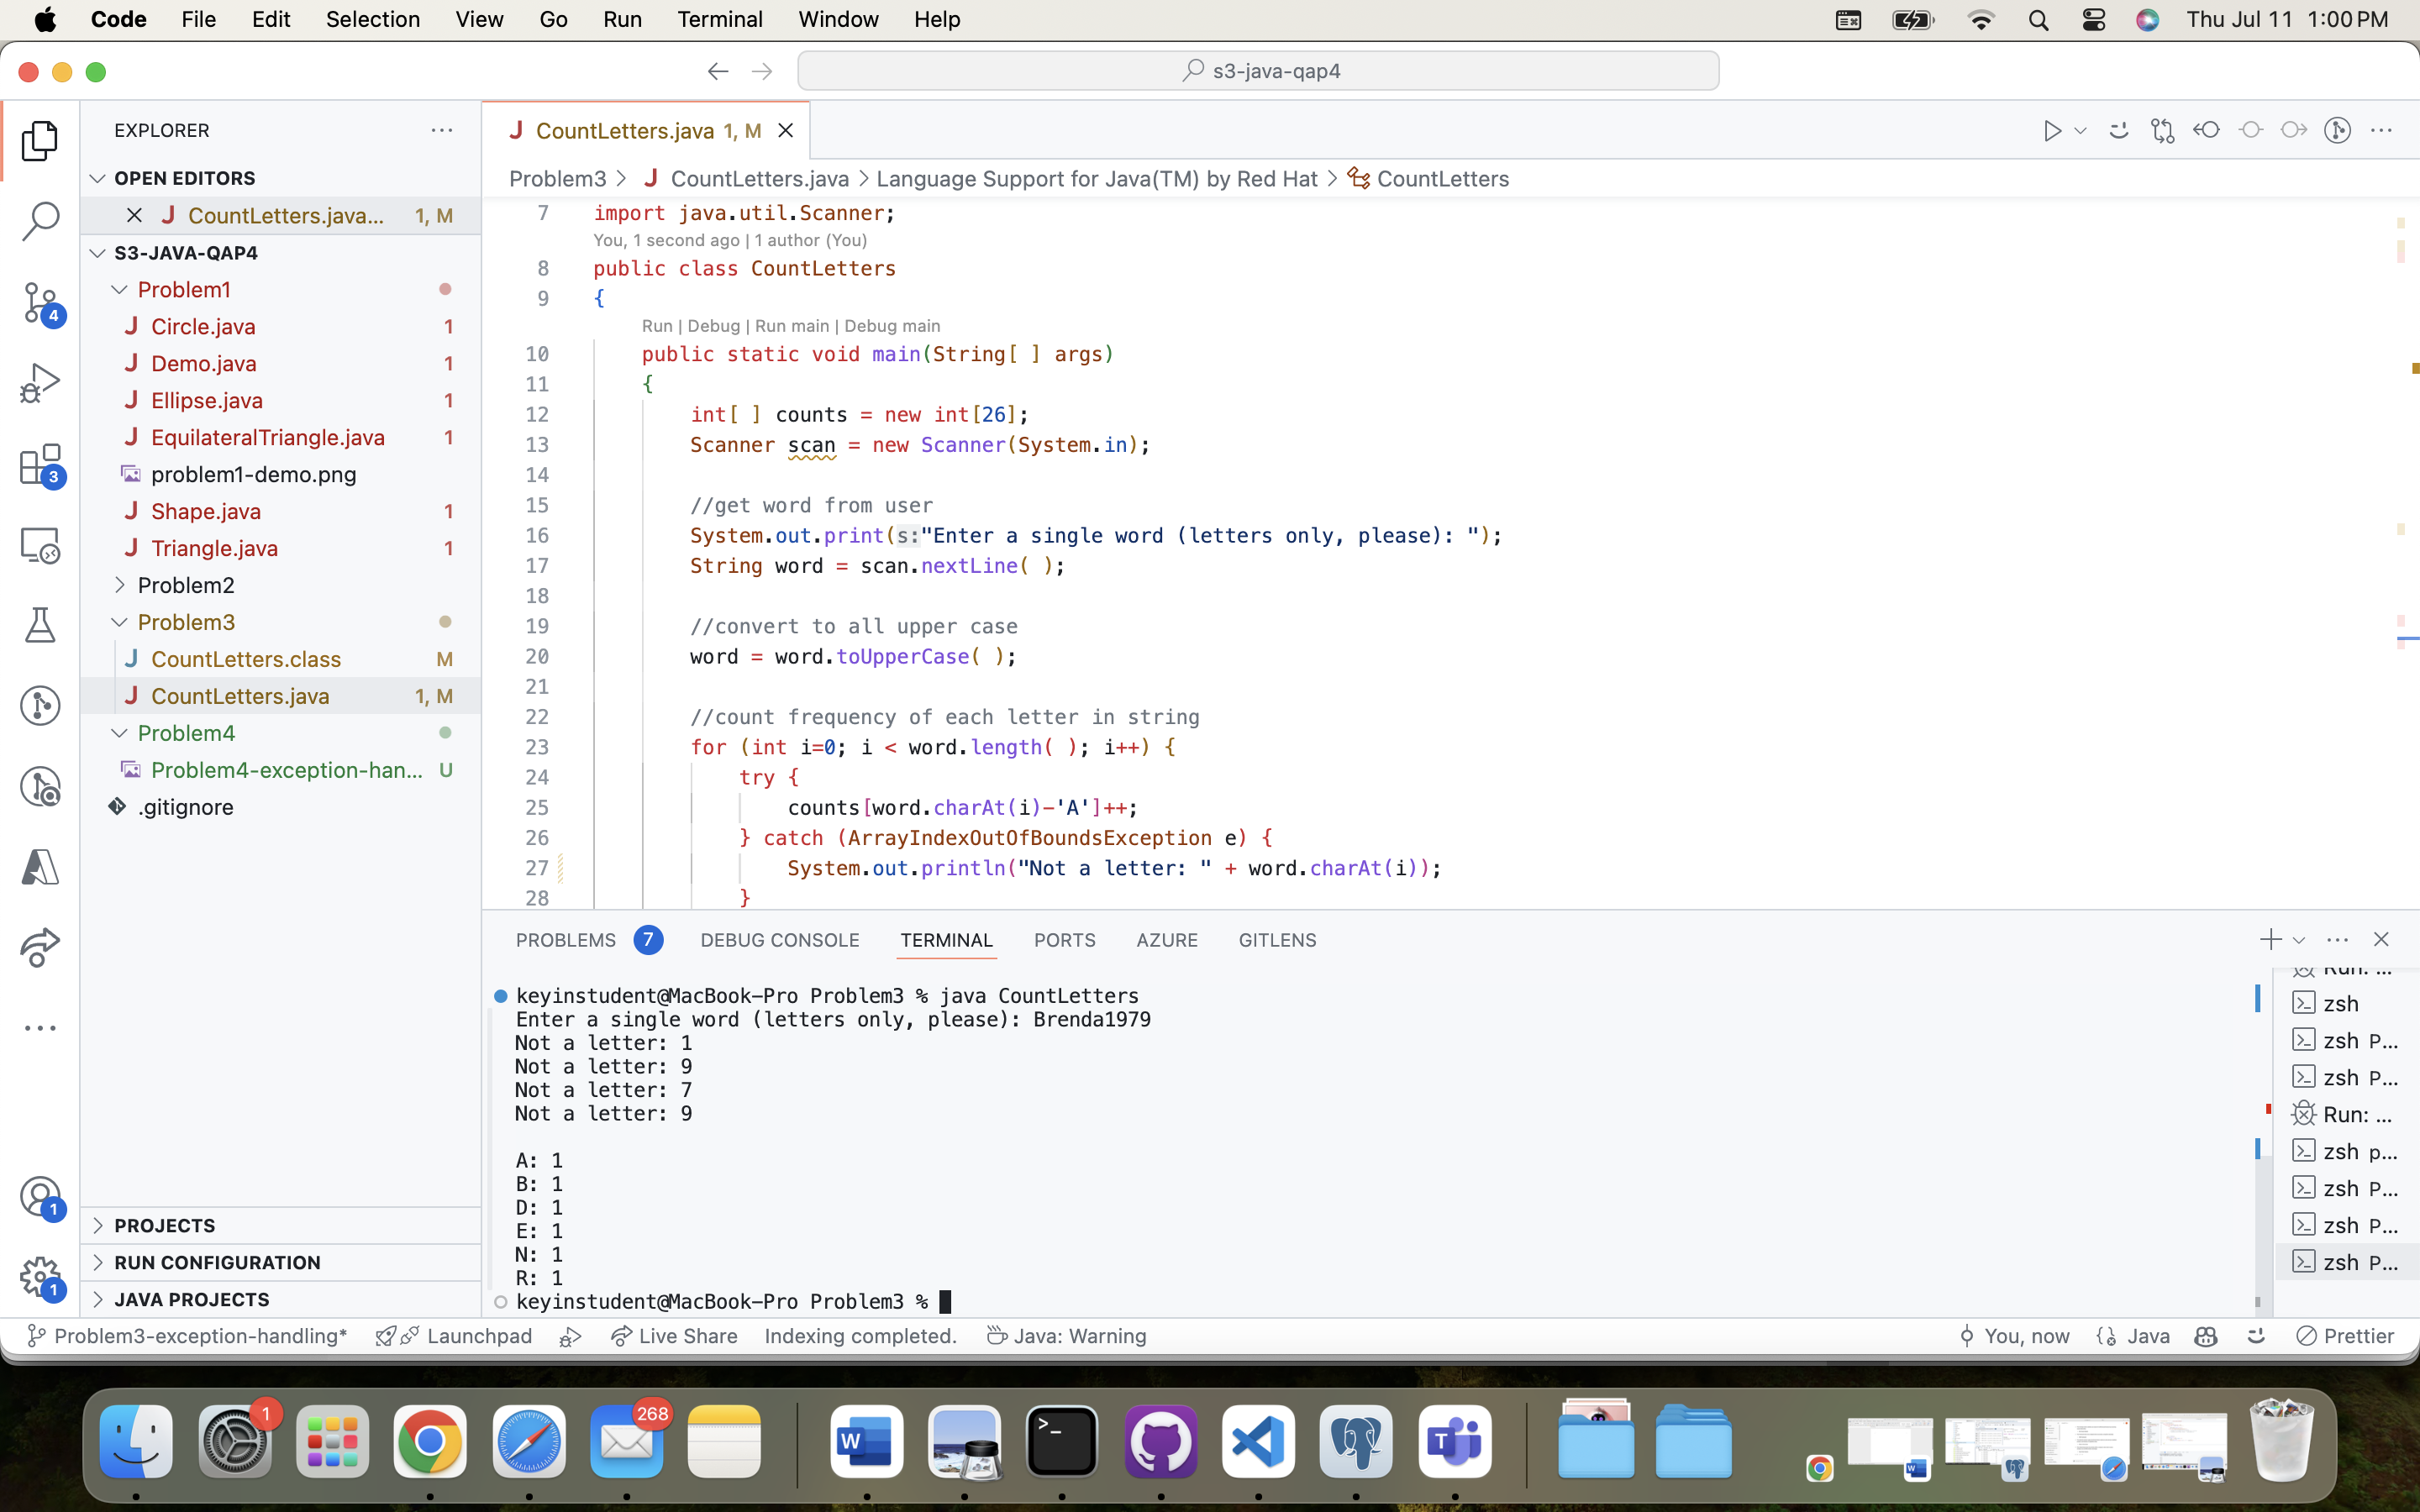 Code File Edit Selection View Go Run Terminal Window Help Thu Jul 11 1:00 PM
s3-java-qap4
EXPLORER
OPEN EDITORS
CountLetters.java... 1, M
S3-JAVA-QAP4
Problem1
Circle.java 1
Demo.java 1
Ellipse.java 1
EquilateralTriangle.java 1
problem1-demo.png
Shape.java 1
Triangle.java 1
Problem2
Problem3
CountLetters.class M
CountLetters.java 1, M
Problem4
Problem4-exception-han... U
.gitignore
PROJECTS
RUN CONFIGURATION
JAVA PROJECTS
4
3
1
1
CountLetters.java 1, M
Problem3 > CountLetters.java > Language Support for Java(TM) by Red Hat > CountLetters
7 import java.util.Scanner;
You, 1 second ago | 1 author (You)
8 public class CountLetters
9 {
Run | Debug | Run main | Debug main
10 public static void main(String[ ] args)
11 {
12 int[ ] counts = new int[26];
13 Scanner scan = new Scanner(System.in);
14
15 //get word from user
16 System.out.print(s:"Enter a single word (letters only, please): ");
17 String word = scan.nextLine( );
18
19 //convert to all upper case
20 word = word.toUpperCase( );
21
22 //count frequency of each letter in string
23 for (int i=0; i < word.length( ); i++) {
24 try {
25 counts[word.charAt(i)-'A']++;
26 } catch (ArrayIndexOutOfBoundsException e) {
27 System.out.println("Not a letter: " + word.charAt(i));
28 }
PROBLEMS 7 DEBUG CONSOLE TERMINAL PORTS AZURE GITLENS
keyinstudent@MacBook-Pro Problem3 % java CountLetters
Enter a single word (letters only, please): Brenda1979
Not a letter: 1
Not a letter: 9
Not a letter: 7
Not a letter: 9
A: 1
B: 1
D: 1
E: 1
N: 1
R: 1
keyinstudent@MacBook-Pro Problem3 %
Run: ...
zsh
zsh P...
zsh P...
Run: ...
zsh p...
zsh P...
zsh P...
zsh P...
Problem3-exception-handling* Launchpad Live Share Indexing completed. Java: Warning You, now Java Prettier
1
268
W
T